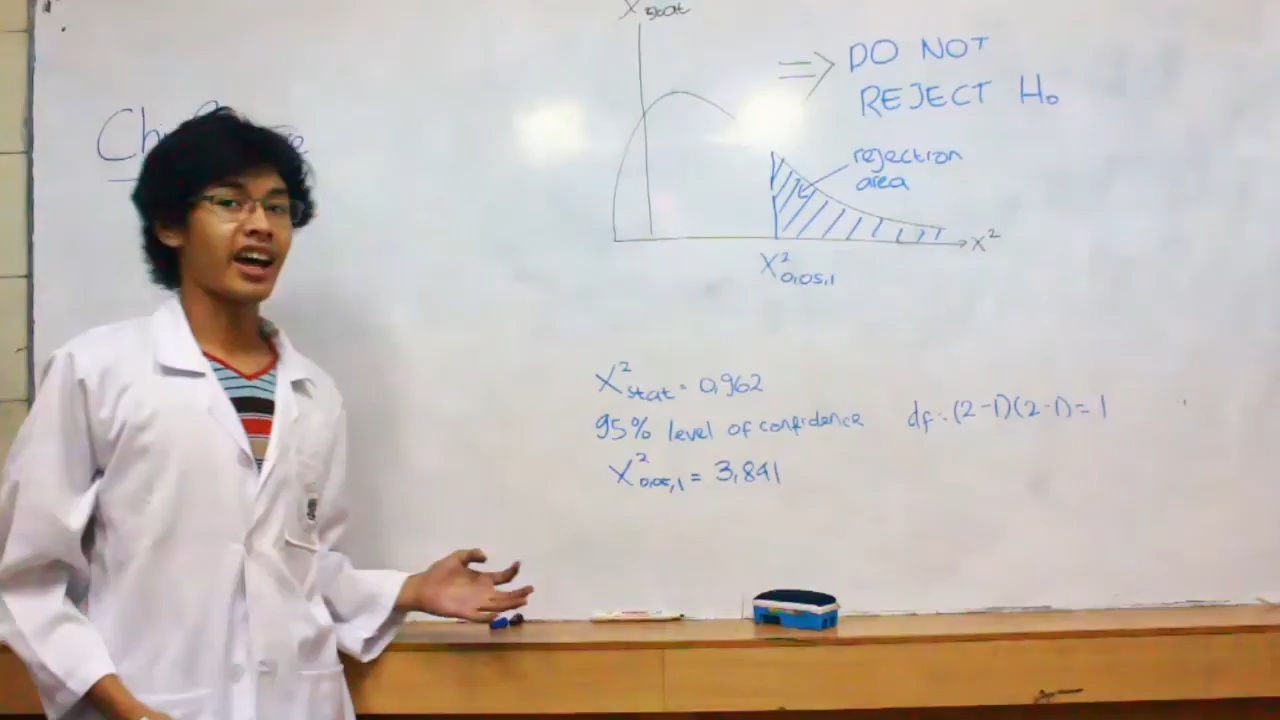 X stat
⇒ DO NOT
REJECT H₀
rejection
area
X²
X²0,05,1
X²stat = 0,962
95% level of confidence
df : (2-1)(2-1) = 1
X²0,05,1 = 3,841